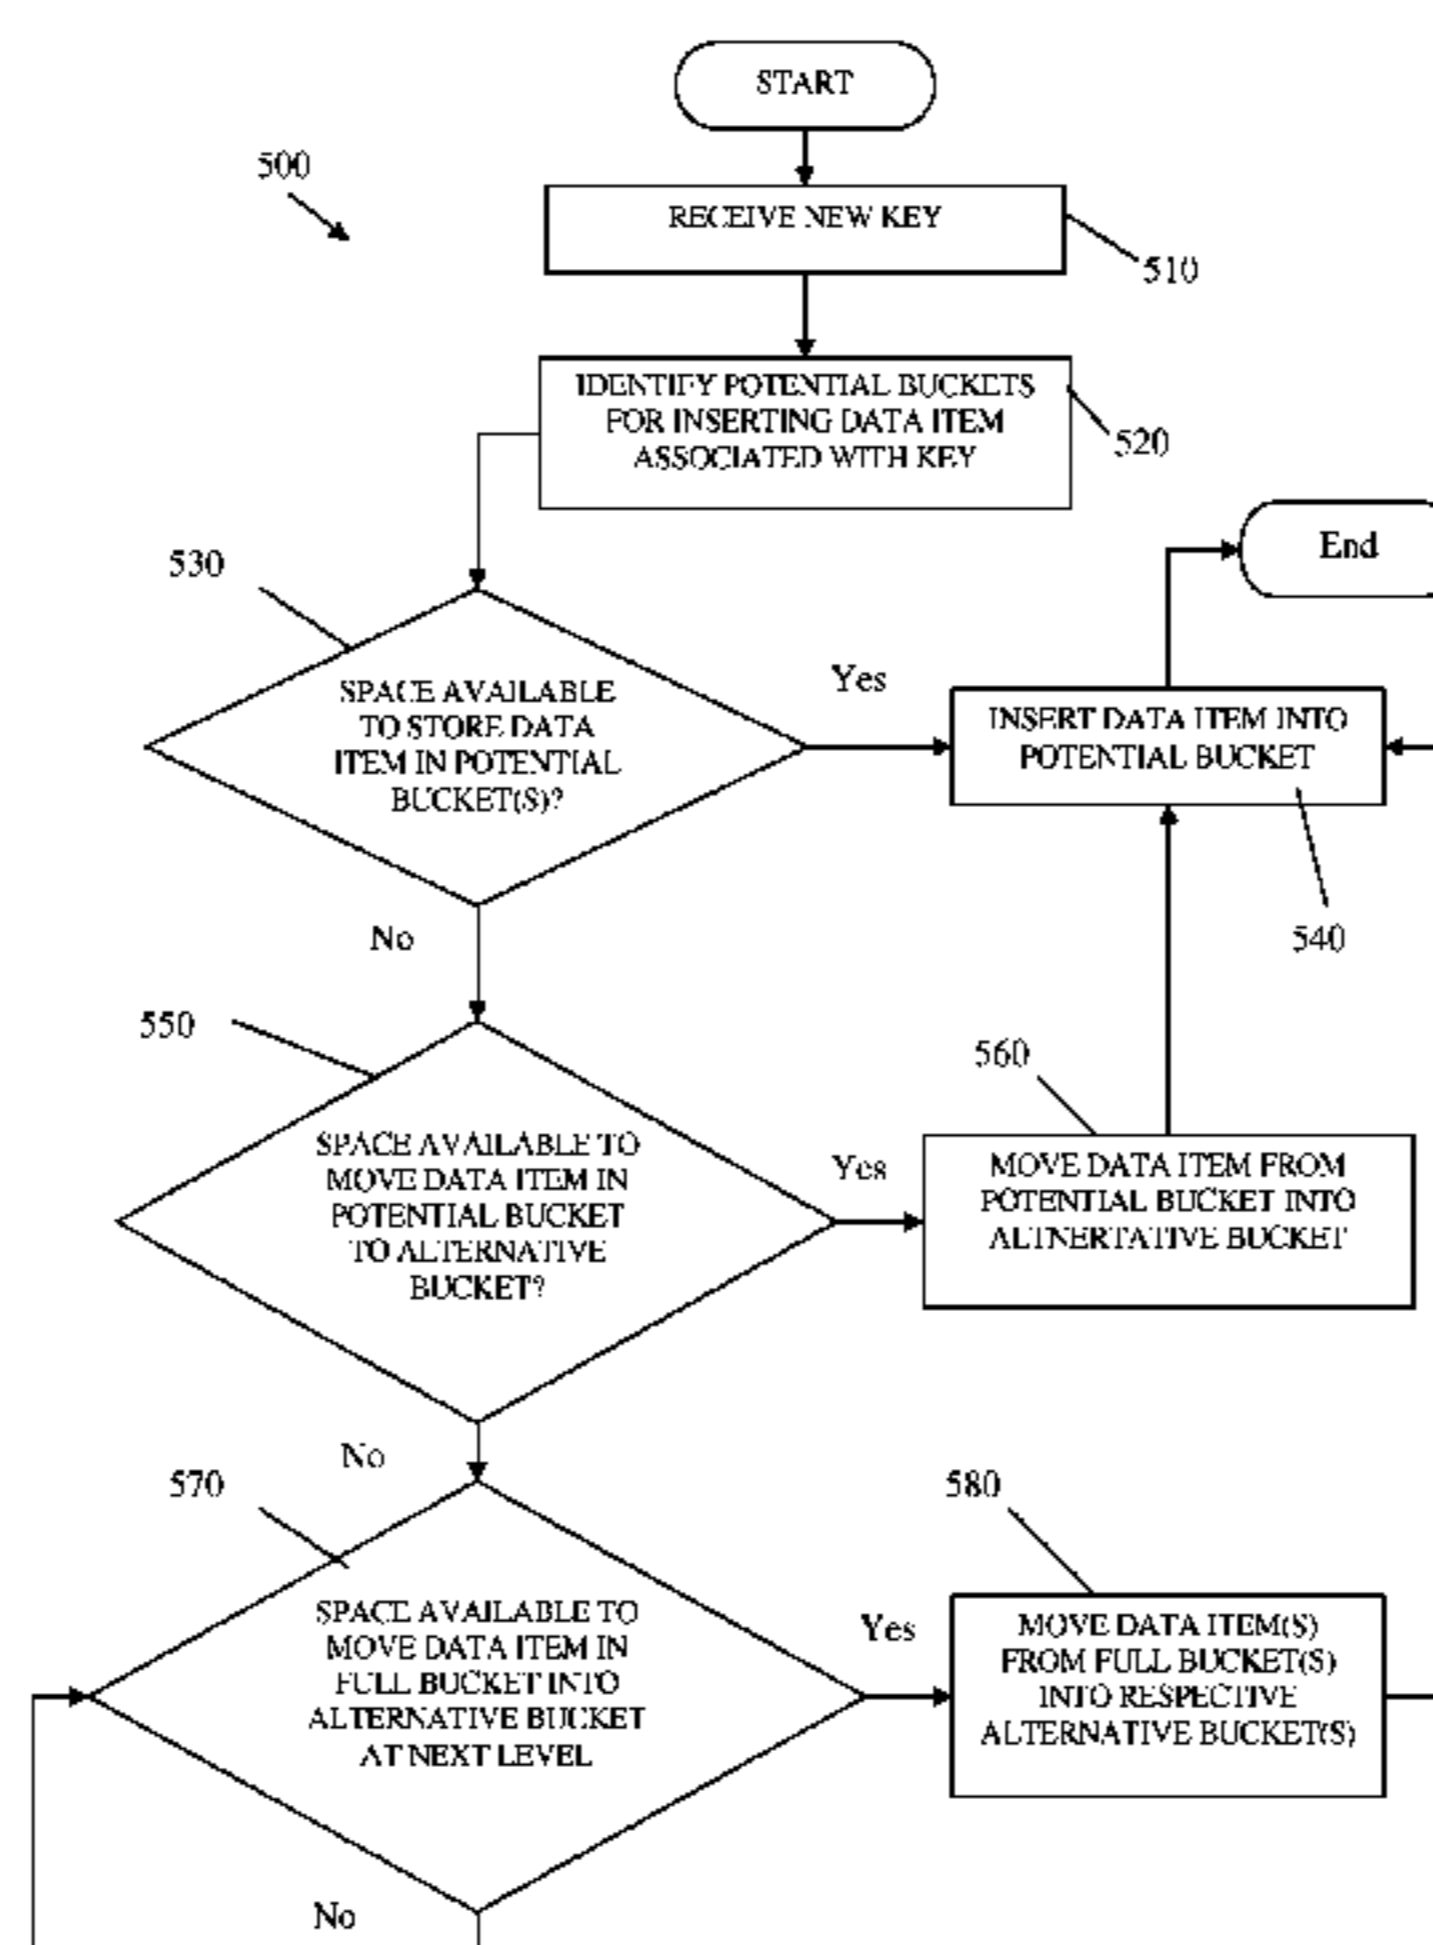 START
500
RECEIVE NEW KEY
510
IDENTIFY POTENTIAL BUCKETS
FOR INSERTING DATA ITEM
ASSOCIATED WITH KEY
520
End
530
SPACE AVAILABLE
TO STORE DATA
ITEM IN POTENTIAL
BUCKET(S)?
Yes
INSERT DATA ITEM INTO
POTENTIAL BUCKET
540
No
550
SPACE AVAILABLE TO
MOVE DATA ITEM IN
POTENTIAL BUCKET
TO ALTERNATIVE
BUCKET?
Yes
560
MOVE DATA ITEM FROM
POTENTIAL BUCKET INTO
ALTNERTATIVE BUCKET
No
570
SPACE AVAILABLE TO
MOVE DATA ITEM IN
FULL BUCKET INTO
ALTERNATIVE BUCKET
AT NEXT LEVEL
Yes
580
MOVE DATA ITEM(S)
FROM FULL BUCKET(S)
INTO RESPECTIVE
ALTERNATIVE BUCKET(S)
No